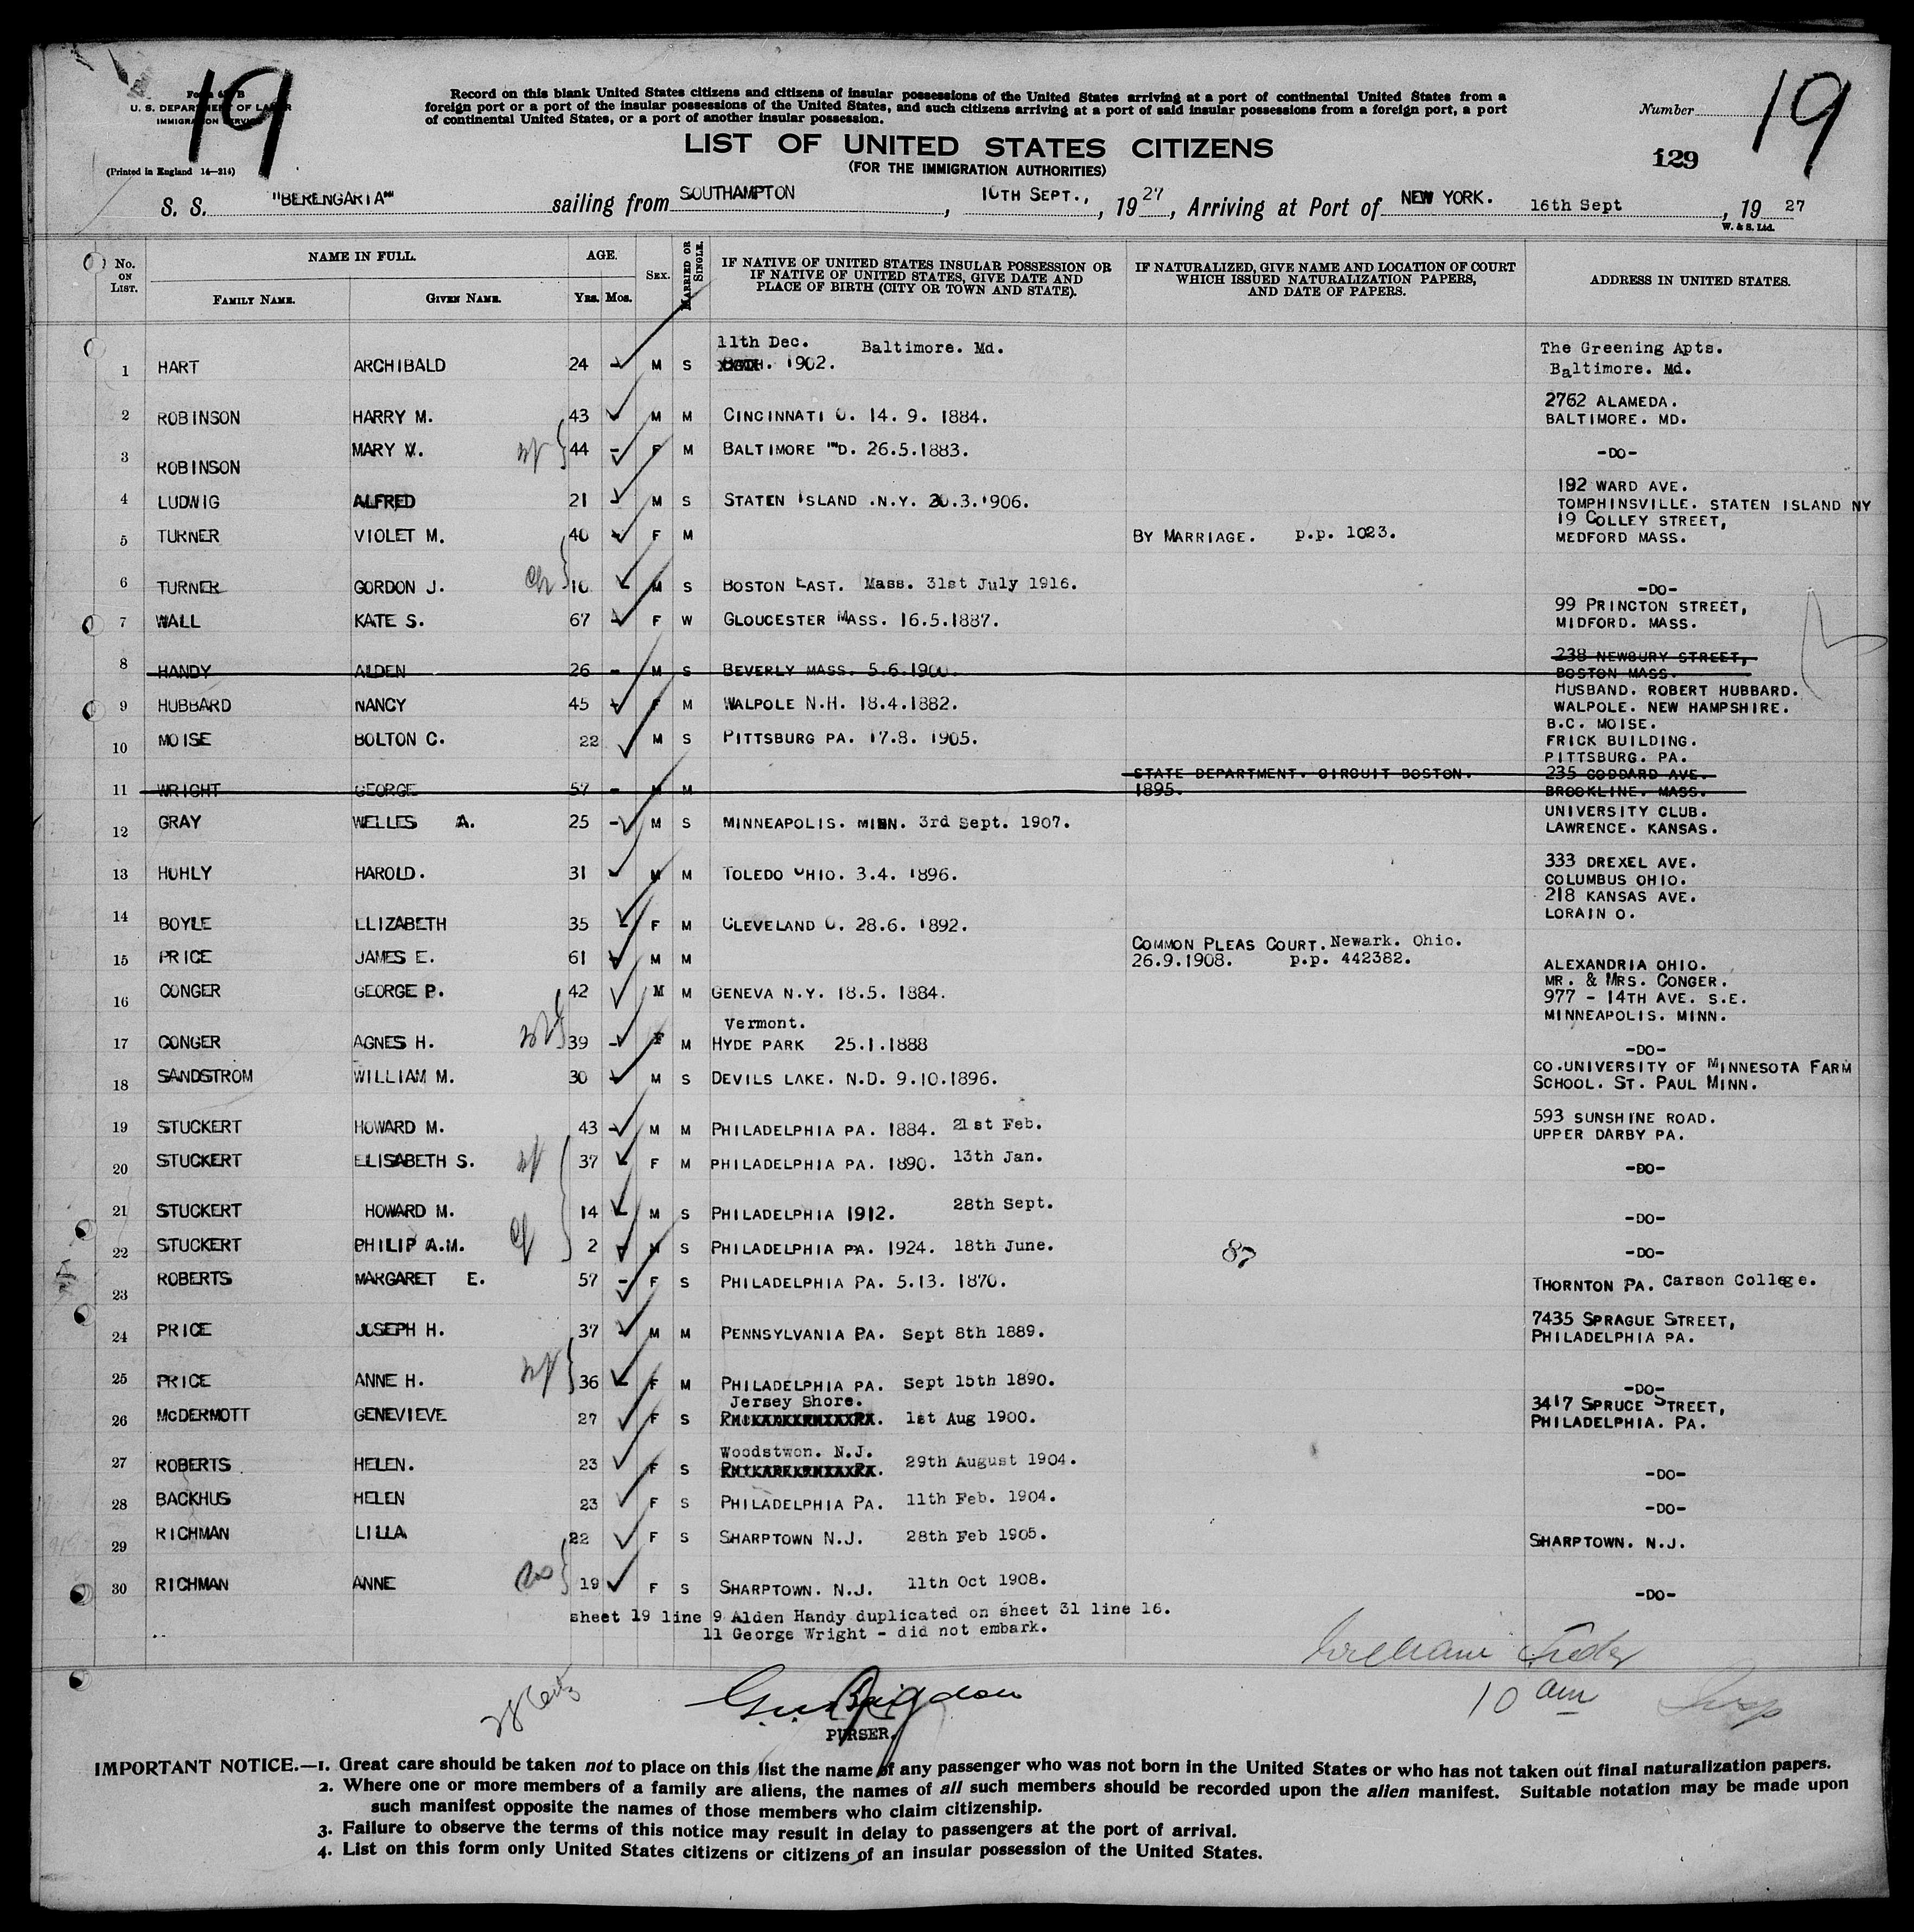 19
19
Form 6 B
U. S. DEPARTMENT OF LABOR
IMMIGRATION SERVICE
(Printed in England 14—214)
Record on this blank United States citizens and citizens of insular possessions of the United States arriving at a port of continental United States from a
foreign port or a port of the insular possessions of the United States, and such citizens arriving at a port of said insular possessions from a foreign port, a port
of continental United States, or a port of another insular possession.
Number
LIST OF UNITED STATES CITIZENS
(FOR THE IMMIGRATION AUTHORITIES)
129
S. S. "BERENGARIA" sailing from SOUTHAMPTON, 10TH SEPT., 1927, Arriving at Port of NEW YORK. 16th Sept, 1927
W. & S. Ltd.
No. ON LIST. NAME IN FULL. FAMILY NAME. GIVEN NAME. AGE. Yrs. Mos. SEX. MARRIED OR SINGLE. IF NATIVE OF UNITED STATES INSULAR POSSESSION OR IF NATIVE OF UNITED STATES, GIVE DATE AND PLACE OF BIRTH (CITY OR TOWN AND STATE). IF NATURALIZED, GIVE NAME AND LOCATION OF COURT WHICH ISSUED NATURALIZATION PAPERS, AND DATE OF PAPERS. ADDRESS IN UNITED STATES.
1 HART ARCHIBALD 24 - M S 11th Dec. Baltimore. Md. 1902. The Greening Apts. Baltimore. Md.
2 ROBINSON HARRY M. 43 - M M CINCINNATI O. 14. 9. 1884. 2762 ALAMEDA. BALTIMORE. MD.
3 ROBINSON MARY V. 44 - F M BALTIMORE MD. 26.5.1883. -DO-
4 LUDWIG ALFRED 21 - M S STATEN ISLAND .N.Y. 20.3.1906. 192 WARD AVE. TOMPHINSVILLE. STATEN ISLAND NY
5 TURNER VIOLET M. 40 - F M BY MARRIAGE. p.p. 1023. 19 COLLEY STREET, MEDFORD MASS.
6 TURNER GORDON J. 10 - M S BOSTON EAST. Mass. 31st July 1916. -DO-
7 WALL KATE S. 67 - F W GLOUCESTER MASS. 16.5.1887. 99 PRINCTON STREET, MIDFORD. MASS.
8 HANDY ALDEN 26 - M S BEVERLY MASS. 5.6.1900. 238 NEWBURY STREET, BOSTON MASS.
9 HUBBARD NANCY 45 - F M WALPOLE N.H. 18.4.1882. HUSBAND. ROBERT HUBBARD. WALPOLE. NEW HAMPSHIRE.
10 MOISE BOLTON C. 22 M S PITTSBURG PA. 17.8. 1905. B.C. MOISE. FRICK BUILDING. PITTSBURG. PA.
11 WRIGHT GEORGE 57 - M M STATE DEPARTMENT. CIRCUIT BOSTON. 1895. 235 GODDARD AVE. BROOKLINE. MASS.
12 GRAY WELLES A. 25 - M S MINNEAPOLIS. MINN. 3rd Sept. 1907. UNIVERSITY CLUB. LAWRENCE. KANSAS.
13 HUHLY HAROLD. 31 - M M TOLEDO OHIO. 3.4. 1896. 333 DREXEL AVE. COLUMBUS OHIO.
14 BOYLE ELIZABETH 35 - F M CLEVELAND O. 28.6. 1892. 218 KANSAS AVE. LORAIN O.
15 PRICE JAMES E. 61 - M M COMMON PLEAS COURT. Newark. Ohio. 26.9.1908. p.p. 442382. ALEXANDRIA OHIO.
16 CONGER GEORGE P. 42 M M GENEVA N.Y. 18.5. 1884. MR. & MRS. CONGER. 977 - 14TH AVE. S.E. MINNEAPOLIS. MINN.
17 CONGER AGNES H. 39 - F M Vermont. HYDE PARK 25.1.1888 -DO-
18 SANDSTROM WILLIAM M. 30 - M S DEVILS LAKE. N.D. 9.10.1896. CO.UNIVERSITY OF MINNESOTA FARM SCHOOL. ST. PAUL MINN.
19 STUCKERT HOWARD M. 43 - M M PHILADELPHIA PA. 1884. 21st Feb. 593 SUNSHINE ROAD. UPPER DARBY PA.
20 STUCKERT ELISABETH S. 37 - F M PHILADELPHIA PA. 1890. 13th Jan. -DO-
21 STUCKERT HOWARD M. 14 - M S PHILADELPHIA 1912. 28th Sept. -DO-
22 STUCKERT PHILIP A.M. 2 - M S PHILADELPHIA PA. 1924. 18th June. 87 -DO-
23 ROBERTS MARGARET E. 57 - F S PHILADELPHIA PA. 5.13. 1870. THORNTON PA. Carson College.
24 PRICE JOSEPH H. 37 - M M PENNSYLVANIA PA. Sept 8th 1889. 7435 SPRAGUE STREET, PHILADELPHIA PA.
25 PRICE ANNE H. 36 - F M PHILADELPHIA PA. Sept 15th 1890. -DO-
26 McDERMOTT GENEVIEVE 27 F S Jersey Shore. 1st Aug 1900. 3417 SPRUCE STREET, PHILADELPHIA. PA.
27 ROBERTS HELEN. 23 F S Woodstwon. N.J. 29th August 1904. -DO-
28 BACKHUS HELEN 23 F S PHILADELPHIA PA. 11th Feb. 1904. -DO-
29 RICHMAN LILLA 22 F S SHARPTOWN N.J. 28th Feb 1905. SHARPTOWN. N.J.
30 RICHMAN ANNE 19 F S SHARPTOWN. N.J. 11th Oct 1908. -DO-
sheet 19 line 9 Alden Handy duplicated on sheet 31 line 16.
11 George Wright - did not embark.
10 am Insp
PURSER.
IMPORTANT NOTICE.—1. Great care should be taken not to place on this list the name of any passenger who was not born in the United States or who has not taken out final naturalization papers.
2. Where one or more members of a family are aliens, the names of all such members should be recorded upon the alien manifest. Suitable notation may be made upon
such manifest opposite the names of those members who claim citizenship.
3. Failure to observe the terms of this notice may result in delay to passengers at the port of arrival.
4. List on this form only United States citizens or citizens of an insular possession of the United States.